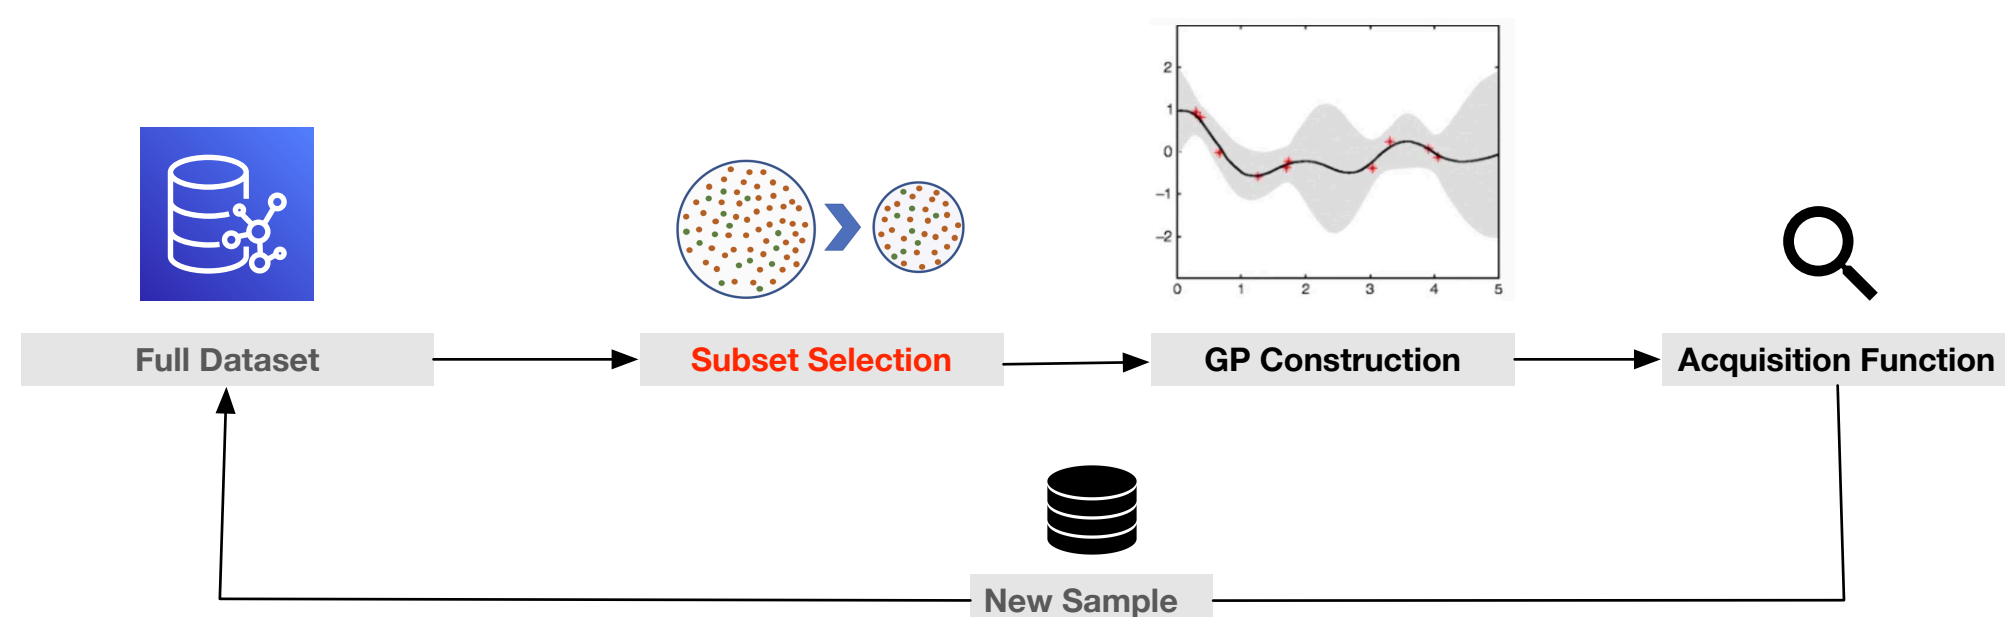 2
1
0
−1
−2
0 1 2 3 4 5
Full Dataset
Subset Selection
GP Construction
Acquisition Function
New Sample